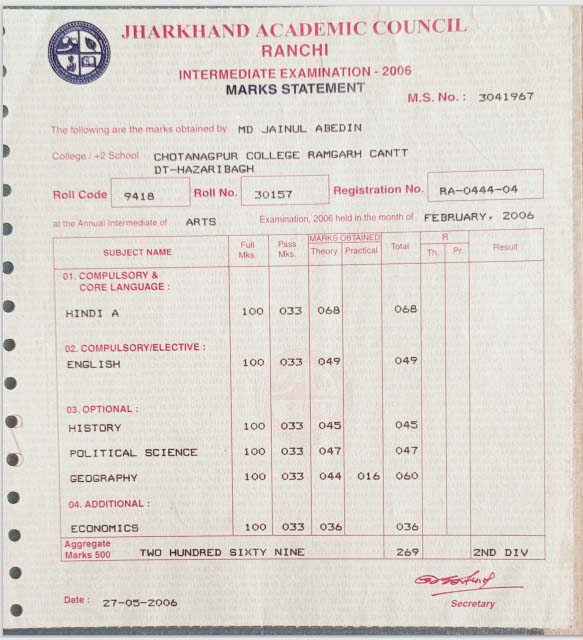 JHARKHAND ACADEMIC COUNCIL
RANCHI
INTERMEDIATE EXAMINATION - 2006
MARKS STATEMENT
M.S. No. : 3041967
The following are the marks obtained by MD JAINUL ABEDIN
College / +2 School CHOTANAGPUR COLLEGE RAMGARH CANTT
DT-HAZARIBAGH
Roll Code 9418 Roll No. 30157 Registration No. RA-0444-04
at the Annual Intermediate of ARTS Examination, 2006 held in the month of FEBRUARY, 2006
SUBJECT NAME Full Mks. Pass Mks. MARKS OBTAINED Theory Practical Total R Th. Pr. Result
01. COMPULSORY &
CORE LANGUAGE :
HINDI A 100 033 068 068
02. COMPULSORY/ELECTIVE :
ENGLISH 100 033 049 049
03. OPTIONAL :
HISTORY 100 033 045 045
POLITICAL SCIENCE 100 033 047 047
GEOGRAPHY 100 033 044 016 060
04. ADDITIONAL :
ECONOMICS 100 033 036 036
Aggregate
Marks 500 TWO HUNDRED SIXTY NINE 269 2ND DIV
Date : 27-05-2006
Secretary